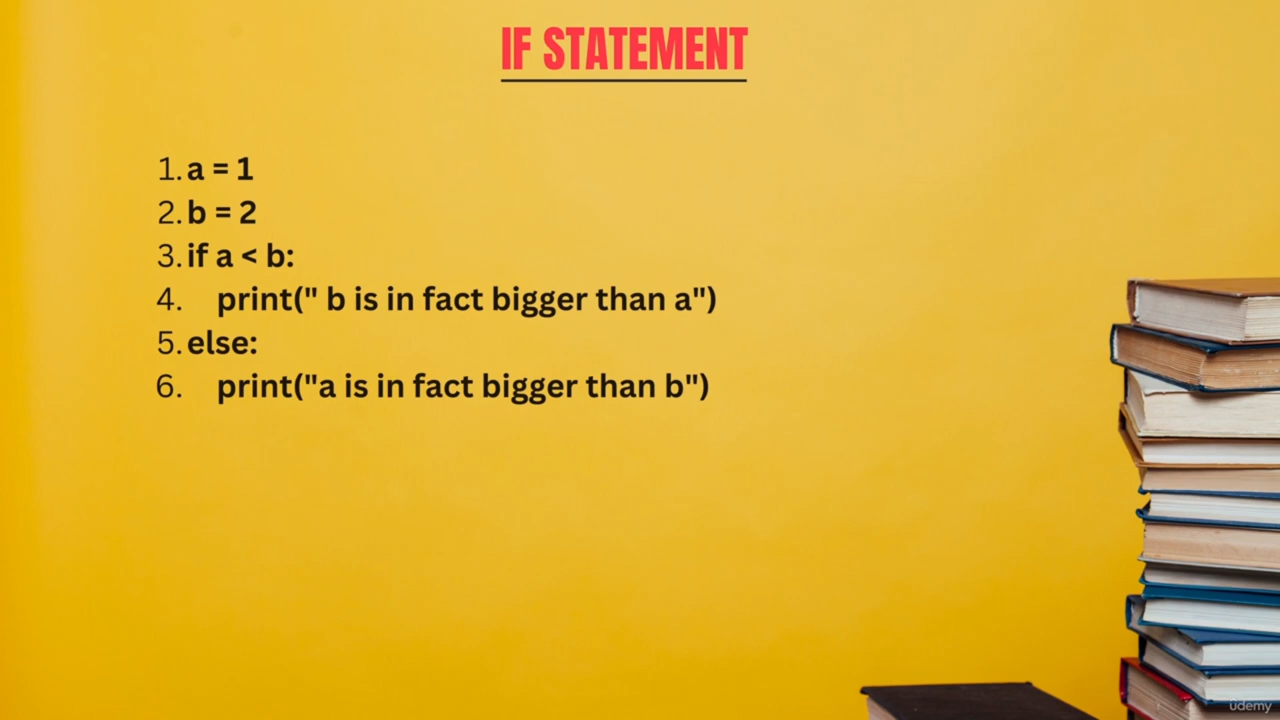 IF STATEMENT
1. a = 1
2. b = 2
3. if a < b:
4.    print(" b is in fact bigger than a")
5. else:
6.    print("a is in fact bigger than b")
udemy